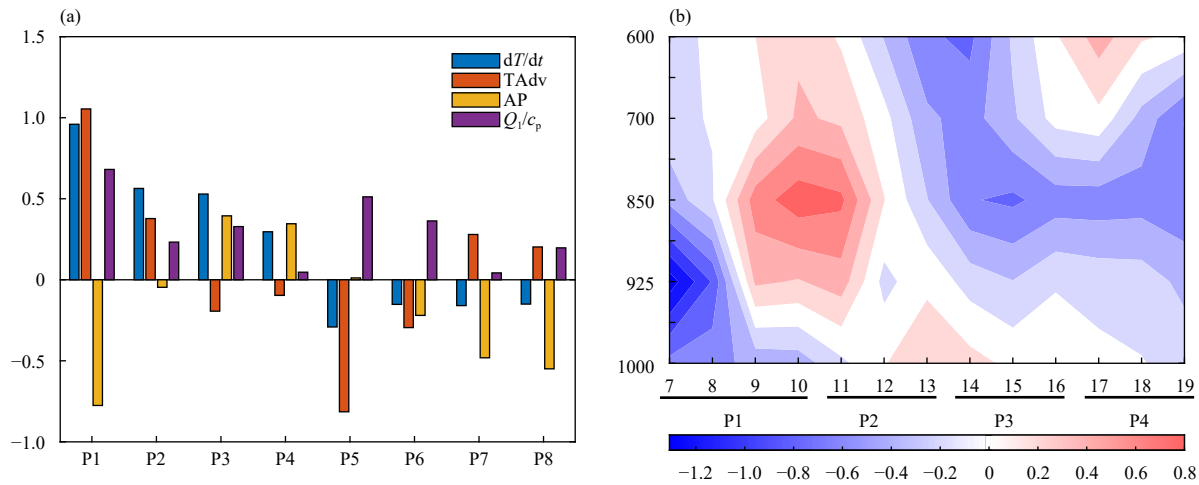 (a)
1.5
1.0
0.5
0
−0.5
−1.0
dT/dt
TAdv
AP
Q₁/cₚ
P1 P2 P3 P4 P5 P6 P7 P8
(b)
600
700
850
925
1000
7 8 9 10 11 12 13 14 15 16 17 18 19
P1 P2 P3 P4
−1.2 −1.0 −0.8 −0.6 −0.4 −0.2 0 0.2 0.4 0.6 0.8